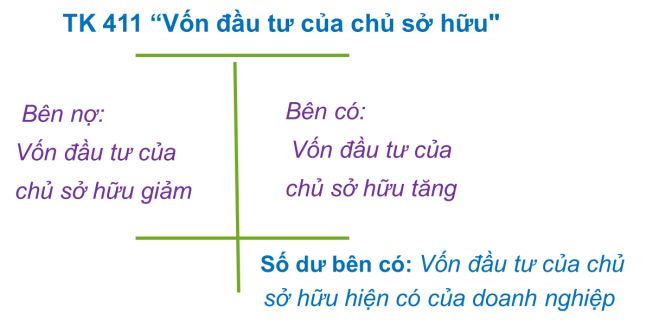 TK 411 “Vốn đầu tư của chủ sở hữu"
Bên nợ:
Vốn đầu tư của
chủ sở hữu giảm
Bên có:
Vốn đầu tư của
chủ sở hữu tăng
Số dư bên có: Vốn đầu tư của chủ
sở hữu hiện có của doanh nghiệp